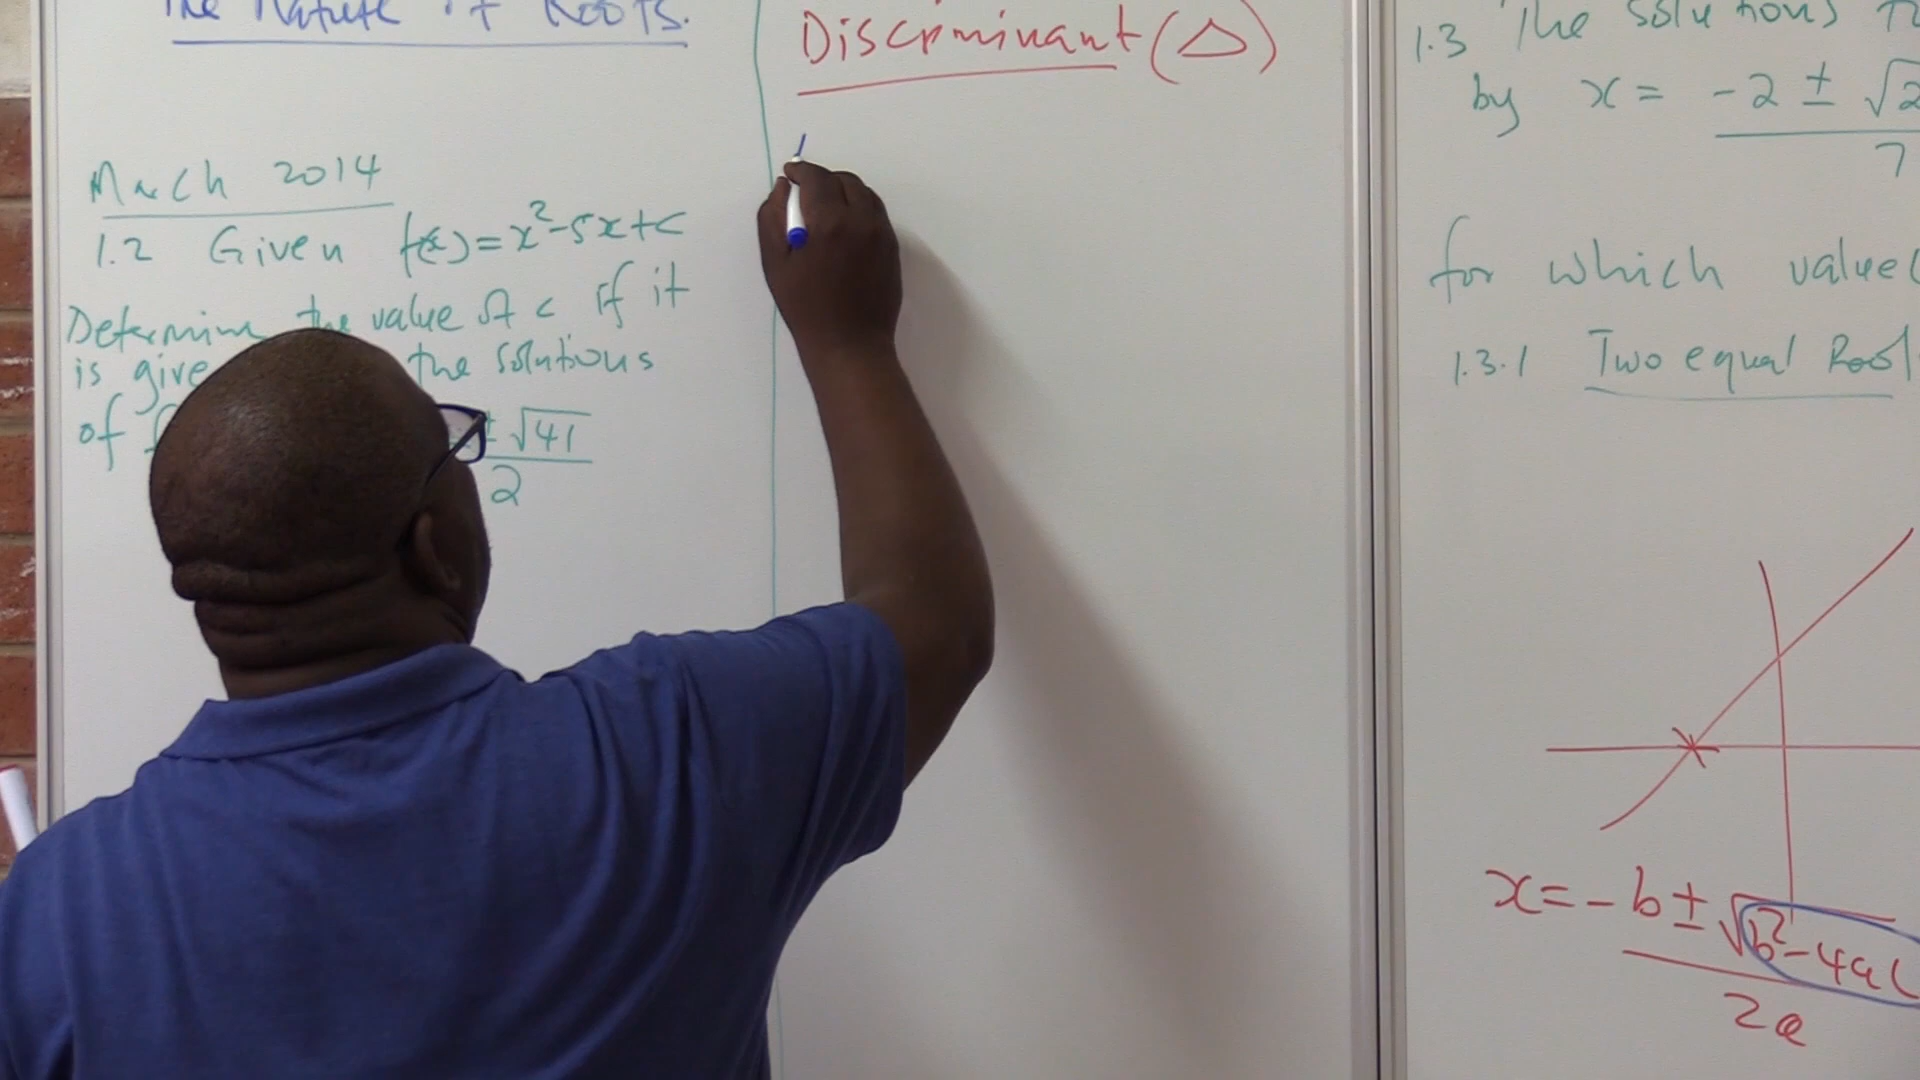 The Nature of Roots.
March 2014
1.2 Given f(x)=x²-5x+c
Determine the value of c if it
is give the solutions
of f ± √41
2
Discriminant (△)
1.3 The solutions
by x = -2 ± √2
7
for which value(
1.3.1 Two equal Root
x = -b ± √b²-4ac
2a